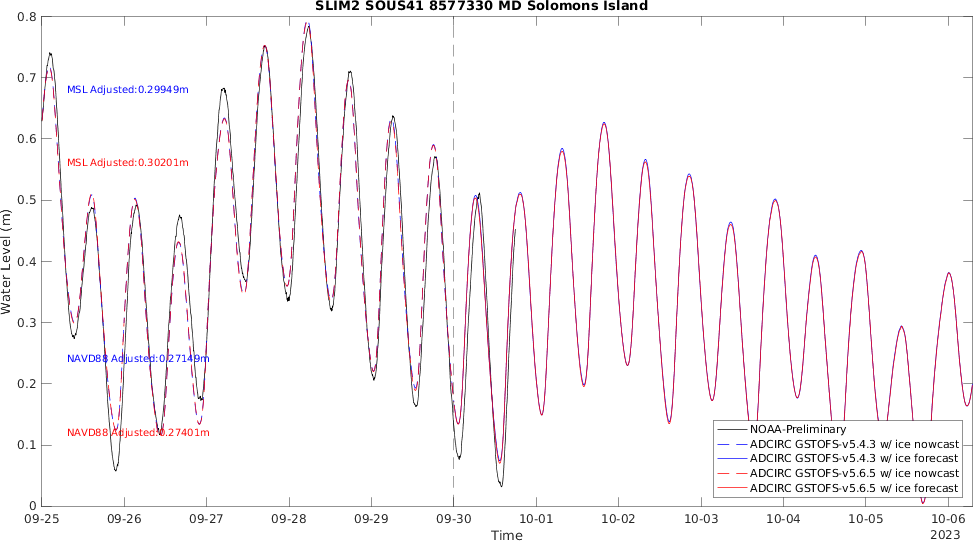 SLIM2 SOUS41 8577330 MD Solomons Island
0.8
0.7
0.6
0.5
0.4
0.3
0.2
0.1
0
Water Level (m)
MSL Adjusted:0.29949m
MSL Adjusted:0.30201m
NAVD88 Adjusted:0.27149m
NAVD88 Adjusted:0.27401m
NOAA-Preliminary
ADCIRC GSTOFS-v5.4.3 w/ ice nowcast
ADCIRC GSTOFS-v5.4.3 w/ ice forecast
ADCIRC GSTOFS-v5.6.5 w/ ice nowcast
ADCIRC GSTOFS-v5.6.5 w/ ice forecast
09-25 09-26 09-27 09-28 09-29 09-30 10-01 10-02 10-03 10-04 10-05 10-06
2023
Time